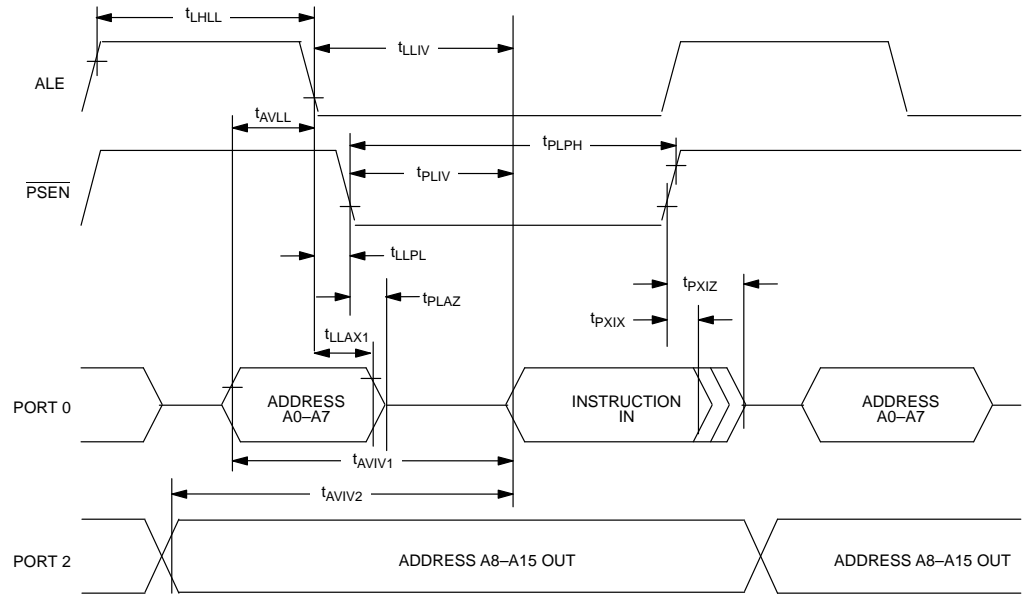 tLHLL
tLLIV
ALE
tAVLL
tPLPH
PSEN
tPLIV
tLLPL
tPXIZ
tPLAZ
tPXIX
tLLAX1
PORT 0
ADDRESS
A0–A7
INSTRUCTION
IN
ADDRESS
A0–A7
tAVIV1
tAVIV2
PORT 2
ADDRESS A8–A15 OUT
ADDRESS A8–A15 OUT